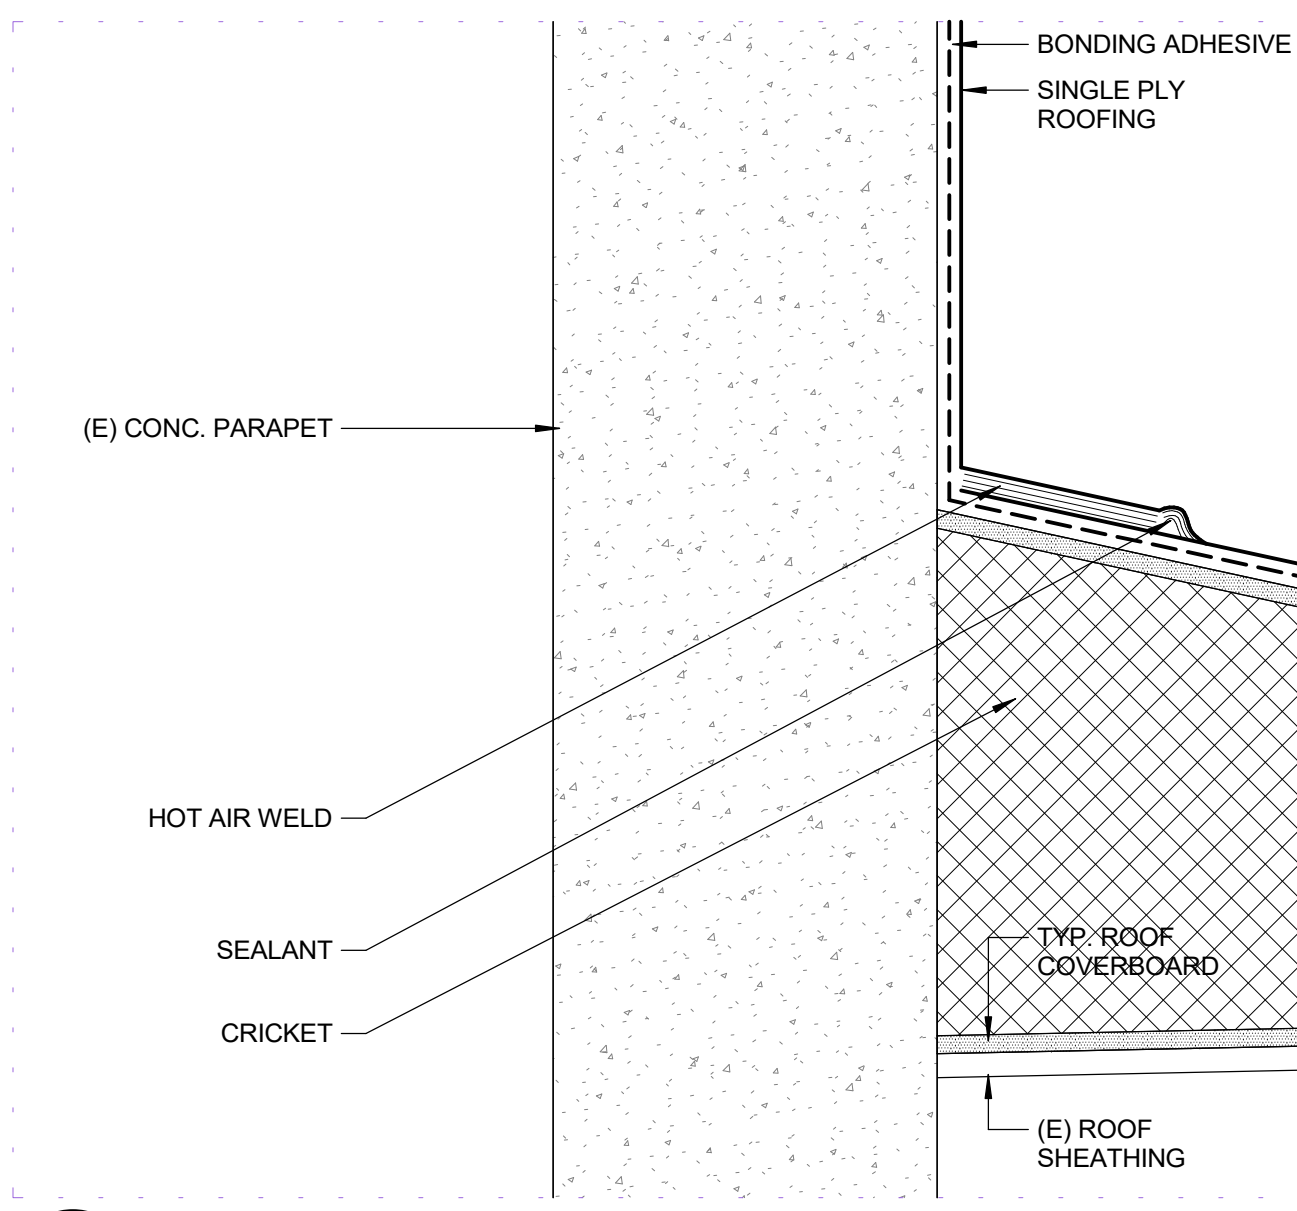 BONDING ADHESIVE
SINGLE PLY
ROOFING
(E) CONC. PARAPET
HOT AIR WELD
SEALANT
CRICKET
TYP. ROOF
COVERBOARD
(E) ROOF
SHEATHING